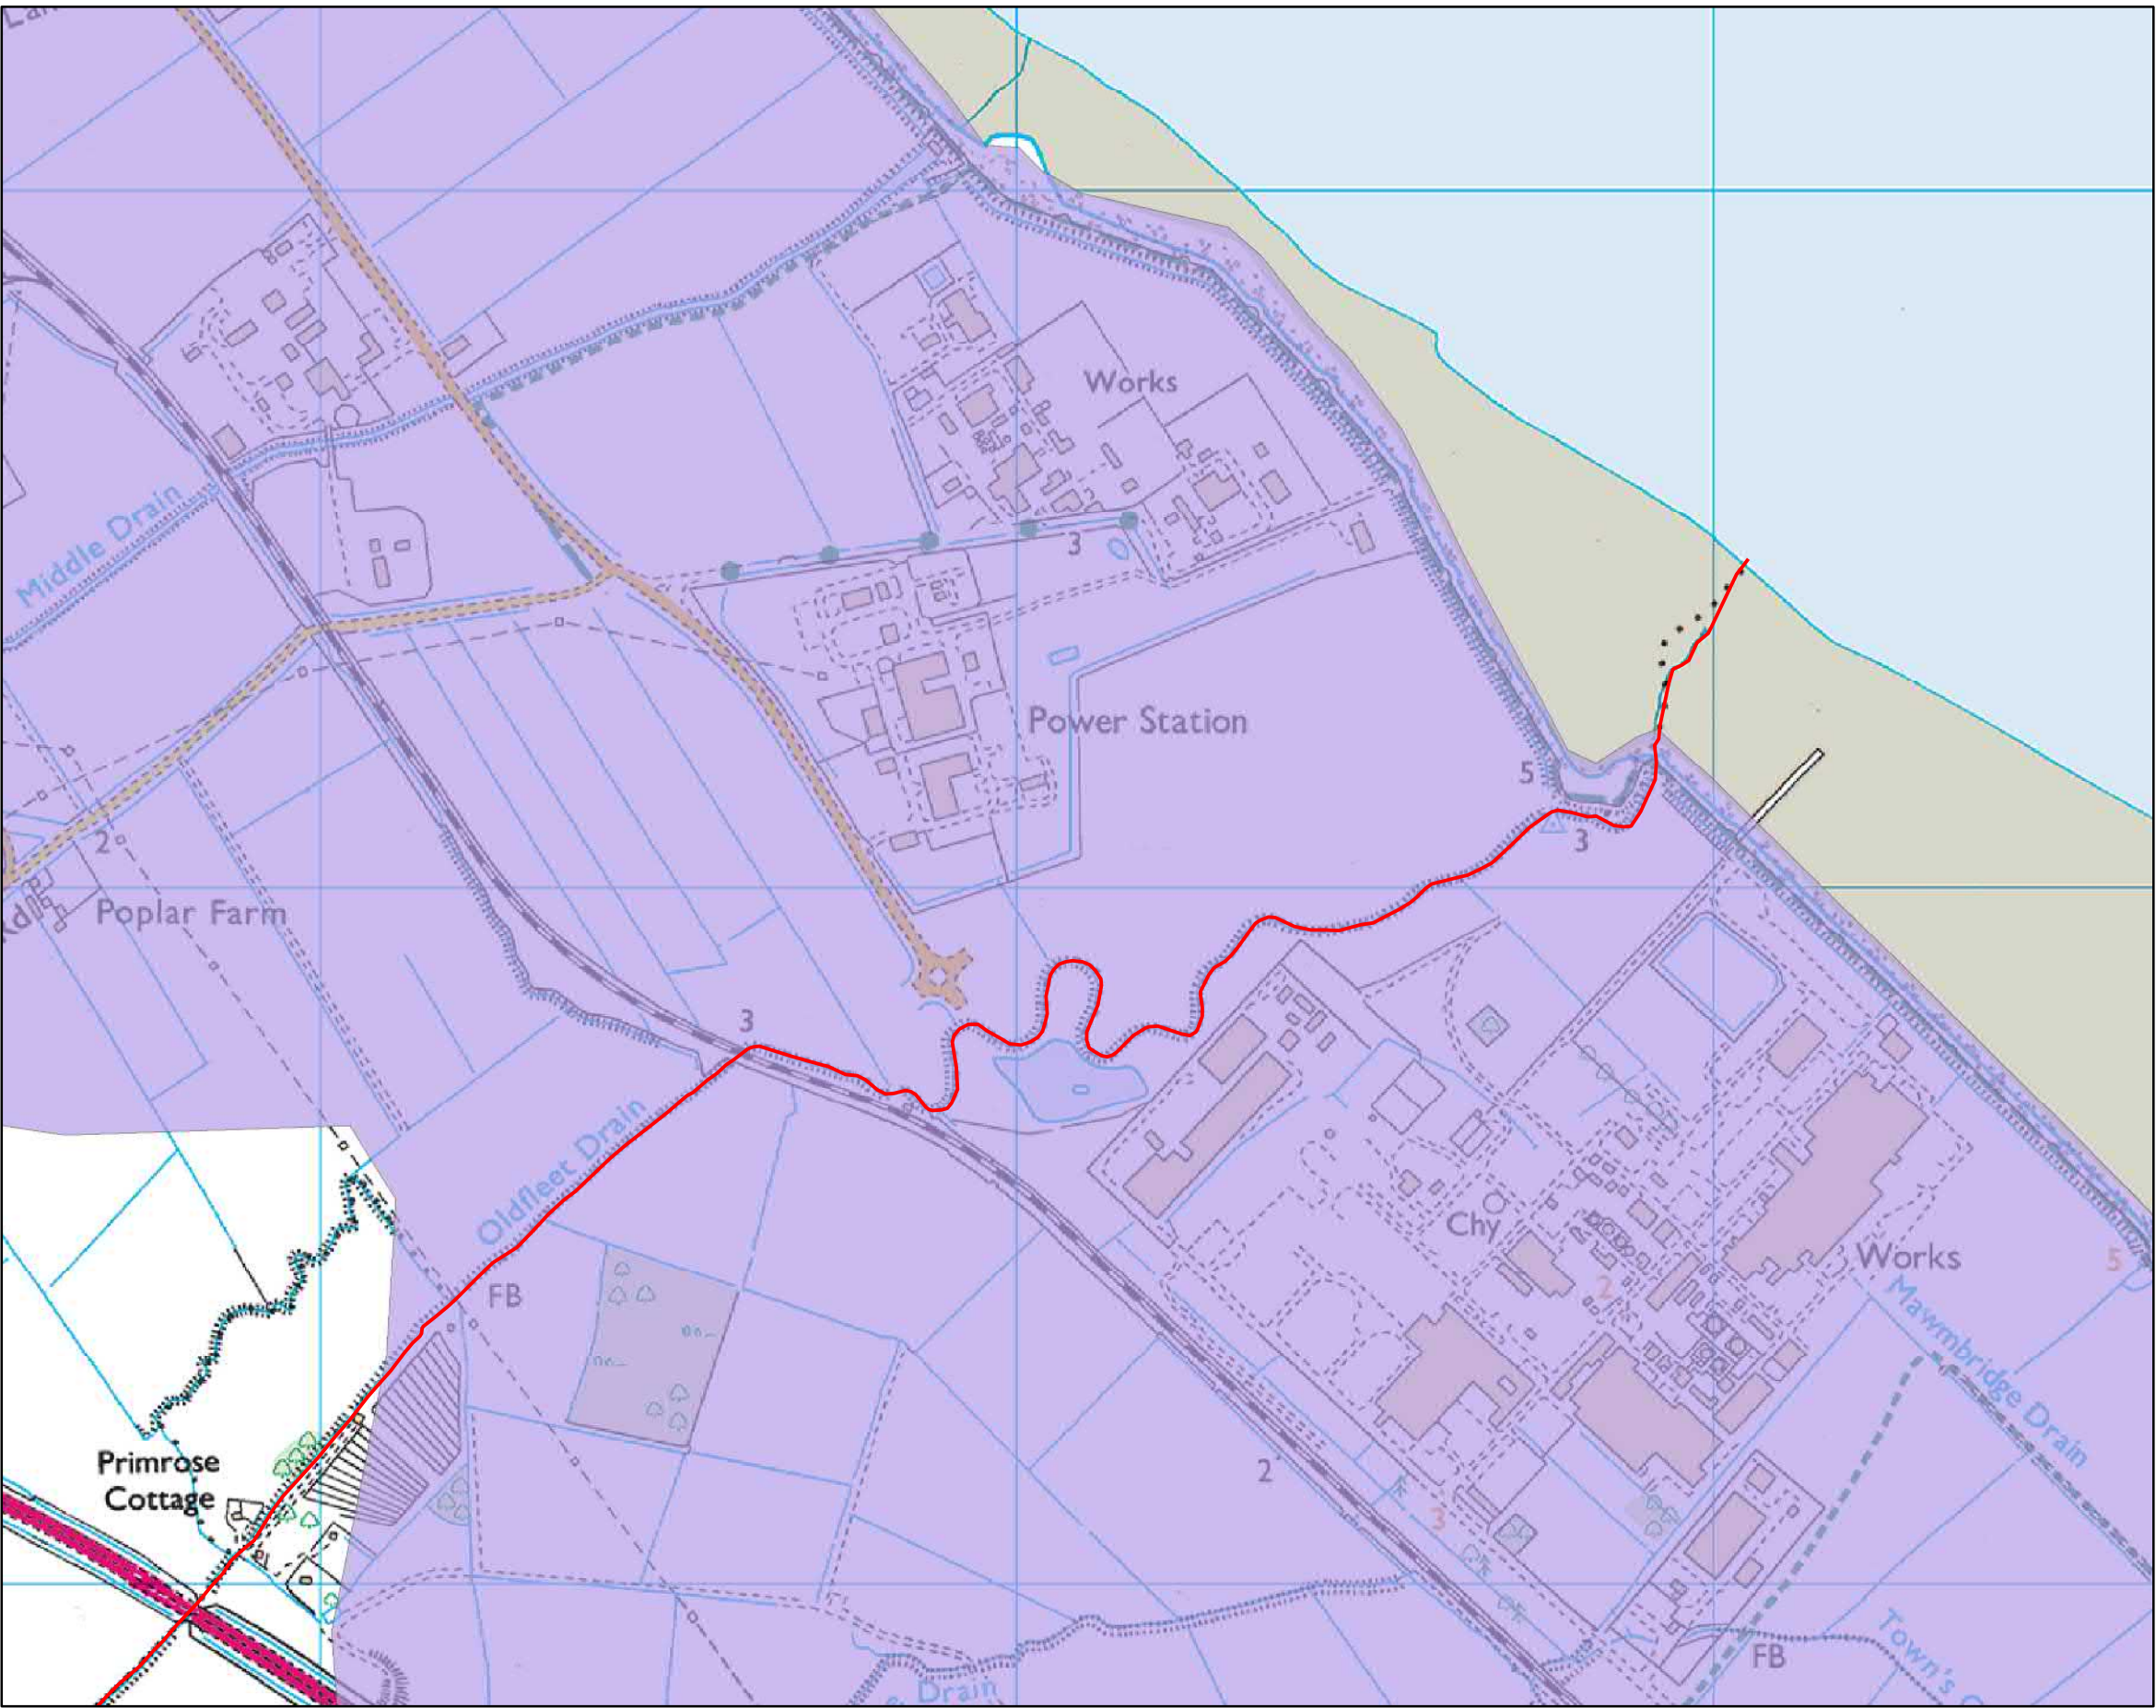 Works
Middle Drain
3
Power Station
5
3
2
Poplar Farm
3
Oldfleet Drain
FB
Chy
2
Works
5
Mawmbridge Drain
Primrose
Cottage
2
3
FB
Town's
Drain